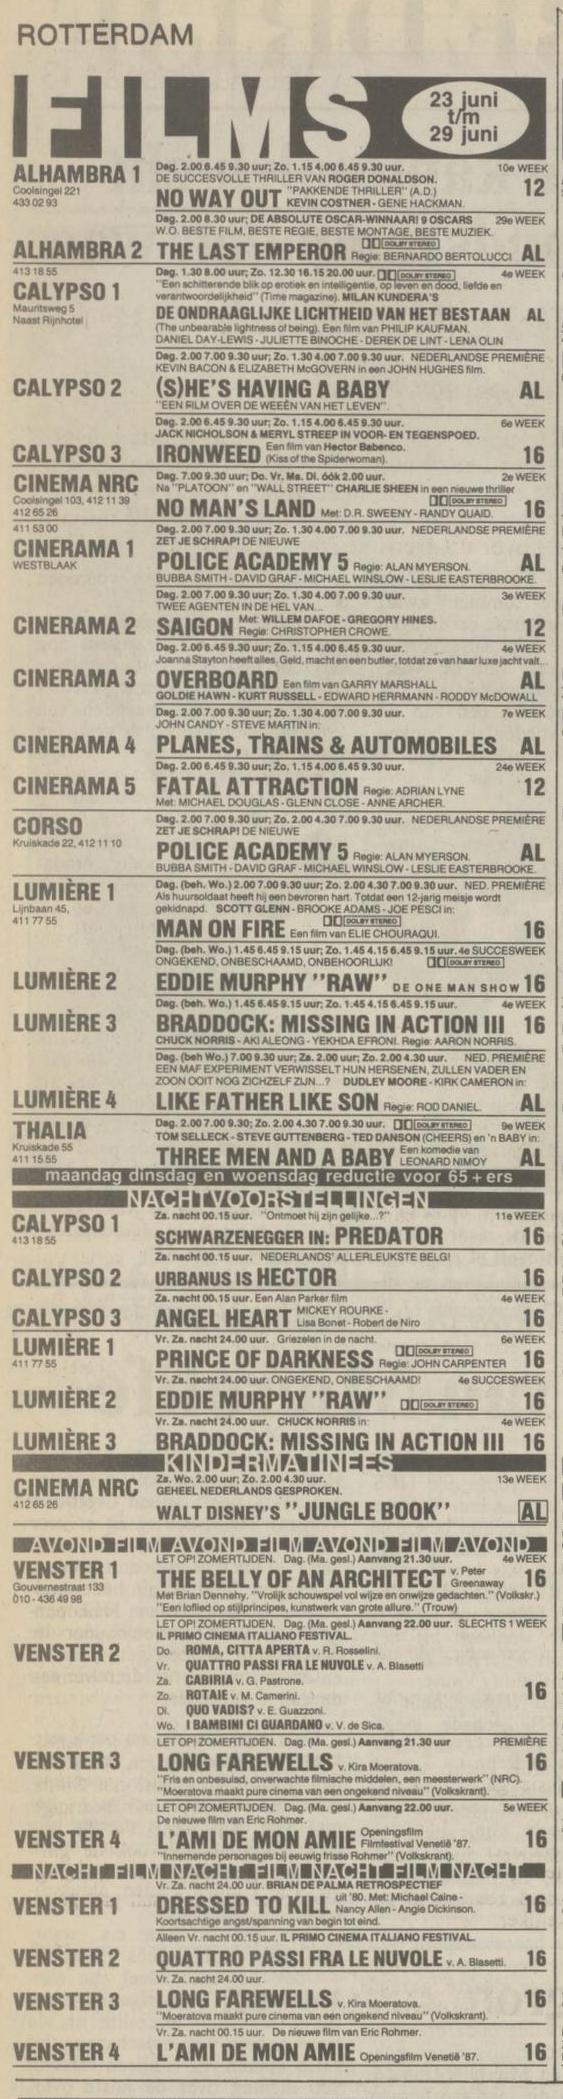 ROTTERDAM
FILMS
23 juni
t/m
29 juni
ALHAMBRA 1
Coolsingel 221
433 02 93
Dag. 2.00 6.45 9.30 uur; Zo. 1.15 4.00 6.45 9.30 uur. 10e WEEK
DE SUCCESVOLLE THRILLER VAN ROGER DONALDSON.
NO WAY OUT "PAKKENDE THRILLER" (A.D.) 12
KEVIN COSTNER - GENE HACKMAN.
Dag. 2.00 8.30 uur; DE ABSOLUTE OSCAR-WINNAAR! 9 OSCARS 29e WEEK
W.O. BESTE FILM, BESTE REGIE, BESTE MONTAGE, BESTE MUZIEK.
DOLBY STEREO
ALHAMBRA 2 THE LAST EMPEROR Regie: BERNARDO BERTOLUCCI AL
413 18 55
CALYPSO 1
Mauritsweg 5
Naast Rijnhotel
Dag. 1.30 8.00 uur; Zo. 12.30 16.15 20.00 uur. DOLBY STEREO 4e WEEK
"Een schitterende blik op erotiek en intelligentie, op leven en dood, liefde en
verantwoordelijkheid" (Time magazine). MILAN KUNDERA'S
DE ONDRAAGLIJKE LICHTHEID VAN HET BESTAAN AL
(The unbearable lightness of being). Een film van PHILIP KAUFMAN.
DANIEL DAY-LEWIS - JULIETTE BINOCHE - DEREK DE LINT - LENA OLIN
Dag. 2.00 7.00 9.30 uur; Zo. 1.30 4.00 7.00 9.30 uur. NEDERLANDSE PREMIÈRE
KEVIN BACON & ELIZABETH McGOVERN in een JOHN HUGHES film.
CALYPSO 2 (S)HE'S HAVING A BABY AL
"EEN FILM OVER DE WEEËN VAN HET LEVEN".
Dag. 2.00 6.45 9.30 uur; Zo. 1.15 4.00 6.45 9.30 uur. 6e WEEK
JACK NICHOLSON & MERYL STREEP IN VOOR- EN TEGENSPOED.
CALYPSO 3 IRONWEED Een film van Hector Babenco. 16
(Kiss of the Spiderwoman).
CINEMA NRC
Coolsingel 103, 412 11 39
412 65 26
Dag. 7.00 9.30 uur; Do. Vr. Ma. Di. óók 2.00 uur. 2e WEEK
Na "PLATOON" en "WALL STREET" CHARLIE SHEEN in een nieuwe thriller
DOLBY STEREO
NO MAN'S LAND Met: D.R. SWEENY - RANDY QUAID. 16
411 53 00
CINERAMA 1
WESTBLAAK
Dag. 2.00 7.00 9.30 uur; Zo. 1.30 4.00 7.00 9.30 uur. NEDERLANDSE PREMIÈRE
ZET JE SCHRAP! DE NIEUWE
POLICE ACADEMY 5 Regie: ALAN MYERSON. AL
BUBBA SMITH - DAVID GRAF - MICHAEL WINSLOW - LESLIE EASTERBROOKE.
Dag. 2.00 7.00 9.30 uur; Zo. 1.30 4.00 7.00 9.30 uur. 3e WEEK
TWEE AGENTEN IN DE HEL VAN...
CINERAMA 2 SAIGON Met: WILLEM DAFOE - GREGORY HINES. 12
Regie: CHRISTOPHER CROWE.
Dag. 2.00 6.45 9.30 uur; Zo. 1.15 4.00 6.45 9.30 uur. 4e WEEK
Joanna Stayton heeft alles, Geld, macht en een butler, totdat ze van haar luxe jacht valt...
CINERAMA 3 OVERBOARD Een film van GARRY MARSHALL AL
GOLDIE HAWN - KURT RUSSELL - EDWARD HERRMANN - RODDY McDOWALL
Dag. 2.00 7.00 9.30 uur; Zo. 1.30 4.00 7.00 9.30 uur. 7e WEEK
JOHN CANDY - STEVE MARTIN in:
CINERAMA 4 PLANES, TRAINS & AUTOMOBILES AL
Dag. 2.00 6.45 9.30 uur; Zo. 1.15 4.00 6.45 9.30 uur. 24e WEEK
CINERAMA 5 FATAL ATTRACTION Regie: ADRIAN LYNE 12
Met: MICHAEL DOUGLAS - GLENN CLOSE - ANNE ARCHER.
CORSO
Kruiskade 22, 412 11 10
Dag. 2.00 7.00 9.30 uur; Zo. 2.00 4.30 7.00 9.30 uur. NEDERLANDSE PREMIÈRE
ZET JE SCHRAP! DE NIEUWE
POLICE ACADEMY 5 Regie: ALAN MYERSON. AL
BUBBA SMITH - DAVID GRAF - MICHAEL WINSLOW - LESLIE EASTERBROOKE.
LUMIÈRE 1
Lijnbaan 45,
411 77 55
Dag. (beh. Wo.) 2.00 7.00 9.30 uur; Zo. 2.00 4.30 7.00 9.30 uur. NED. PREMIÈRE
Als huursoldaat heeft hij een bevroren hart. Totdat een 12-jarig meisje wordt
gekidnapd. SCOTT GLENN - BROOKE ADAMS - JOE PESCI in:
DOLBY STEREO
MAN ON FIRE Een film van ELIE CHOURAQUI. 16
Dag. (beh. Wo.) 1.45 6.45 9.15 uur; Zo. 1.45 4.15 6.45 9.15 uur. 4e SUCCESWEEK
ONGEKEND, ONBESCHAAMD, ONBEHOORLIJK! DOLBY STEREO
LUMIÈRE 2 EDDIE MURPHY "RAW" DE ONE MAN SHOW 16
Dag. (beh. Wo.) 1.45 6.45 9.15 uur; Zo. 1.45 4.15 6.45 9.15 uur. 4e WEEK
LUMIÈRE 3 BRADDOCK: MISSING IN ACTION III 16
CHUCK NORRIS - AKI ALEONG - YEKHDA EFRONI. Regie: AARON NORRIS.
Dag. (beh Wo.) 7.00 9.30 uur; Za. 2.00 uur; Zo. 2.00 4.30 uur. NED. PREMIÈRE
EEN MAF EXPERIMENT VERWISSELT HUN HERSENEN, ZULLEN VADER EN
ZOON OOIT NOG ZICHZELF ZIJN...? DUDLEY MOORE - KIRK CAMERON in:
LUMIÈRE 4 LIKE FATHER LIKE SON Regie: ROD DANIEL. AL
THALIA
Kruiskade 55
411 15 55
Dag. 2.00 7.00 9.30; Zo. 2.00 4.30 7.00 9.30 uur. DOLBY STEREO 9e WEEK
TOM SELLECK - STEVE GUTTENBERG - TED DANSON (CHEERS) en 'n BABY in:
THREE MEN AND A BABY Een komedie van AL
LEONARD NIMOY
maandag dinsdag en woensdag reductie voor 65+ers
NACHTVOORSTELLINGEN
CALYPSO 1
413 18 55
Za. nacht 00.15 uur. "Ontmoet hij zijn gelijke...?" 11e WEEK
SCHWARZENEGGER IN: PREDATOR 16
Za. nacht 00.15 uur. NEDERLANDS' ALLERLEUKSTE BELG!
CALYPSO 2 URBANUS IS HECTOR 16
Za. nacht 00.15 uur. Een Alan Parker film 4e WEEK
CALYPSO 3 ANGEL HEART MICKEY ROURKE - 16
Lisa Bonet - Robert de Niro
LUMIÈRE 1
411 77 55
Vr. Za. nacht 24.00 uur. Griezelen in de nacht. 6e WEEK
DOLBY STEREO
PRINCE OF DARKNESS Regie: JOHN CARPENTER 16
Vr. Za. nacht 24.00 uur. ONGEKEND, ONBESCHAAMD! 4e SUCCESWEEK
LUMIÈRE 2 EDDIE MURPHY "RAW" DOLBY STEREO 16
Vr. Za. nacht 24.00 uur. CHUCK NORRIS in: 4e WEEK
LUMIÈRE 3 BRADDOCK: MISSING IN ACTION III 16
KINDERMATINEES
CINEMA NRC
412 65 26
Za. Wo. 2.00 uur; Zo. 2.00 4.30 uur. 13e WEEK
GEHEEL NEDERLANDS GESPROKEN.
WALT DISNEY'S "JUNGLE BOOK" AL
AVOND FILM AVOND FILM AVOND FILM AVOND
VENSTER 1
Gouvernestraat 133
010 - 436 49 98
LET OP! ZOMERTIJDEN. Dag. (Ma. gesl.) Aanvang 21.30 uur. 4e WEEK
THE BELLY OF AN ARCHITECT v. Peter 16
Greenaway
Met Brian Dennehy. "Vrolijk schouwspel vol wijze en onwijze gedachten." (Volkskr.)
"Een loflied op stijlprincipes, kunstwerk van grote allure." (Trouw)
LET OP! ZOMERTIJDEN. Dag. (Ma. gesl.) Aanvang 22.00 uur. SLECHTS 1 WEEK
IL PRIMO CINEMA ITALIANO FESTIVAL.
VENSTER 2 Do. ROMA, CITTA APERTA v. R. Rosselini.
Vr. QUATTRO PASSI FRA LE NUVOLE v. A. Blasetti
Za. CABIRIA v. G. Pastrone.
Zo. ROTAIE v. M. Camerini. 16
Di. QUO VADIS? v. E. Guazzoni.
Wo. I BAMBINI CI GUARDANO v. V. de Sica.
LET OP! ZOMERTIJDEN. Dag. (Ma. gesl.) Aanvang 21.30 uur PREMIÈRE
VENSTER 3 LONG FAREWELLS v. Kira Moeratova. 16
"Fris en onbesuisd, onverwachte filmische middelen, een meesterwerk" (NRC).
"Moeratova maakt pure cinema van een ongekend niveau" (Volkskrant).
LET OP! ZOMERTIJDEN. Dag. (Ma. gesl.) Aanvang 22.00 uur. 5e WEEK
De nieuwe film van Eric Rohmer.
VENSTER 4 L'AMI DE MON AMIE Openingsfilm 16
Filmfestival Venetië '87.
"Innemende personages bij eeuwig frisse Rohmer" (Volkskrant).
NACHT FILM NACHT FILM NACHT FILM NACHT
Vr. Za. nacht 24.00 uur. BRIAN DE PALMA RETROSPECTIEF
VENSTER 1 DRESSED TO KILL uit '80. Met: Michael Caine - 16
Nancy Allen - Angie Dickinson.
Koortsachtige angst/spanning van begin tot eind.
Alleen Vr. nacht 00.15 uur. IL PRIMO CINEMA ITALIANO FESTIVAL.
VENSTER 2 QUATTRO PASSI FRA LE NUVOLE v. A. Blasetti. 16
Vr. Za. nacht 24.00 uur.
VENSTER 3 LONG FAREWELLS v. Kira Moeratova. 16
"Moeratova maakt pure cinema van een ongekend niveau" (Volkskrant).
Vr. Za. nacht 00.15 uur. De nieuwe film van Eric Rohmer.
VENSTER 4 L'AMI DE MON AMIE Openingsfilm Venetië '87. 16